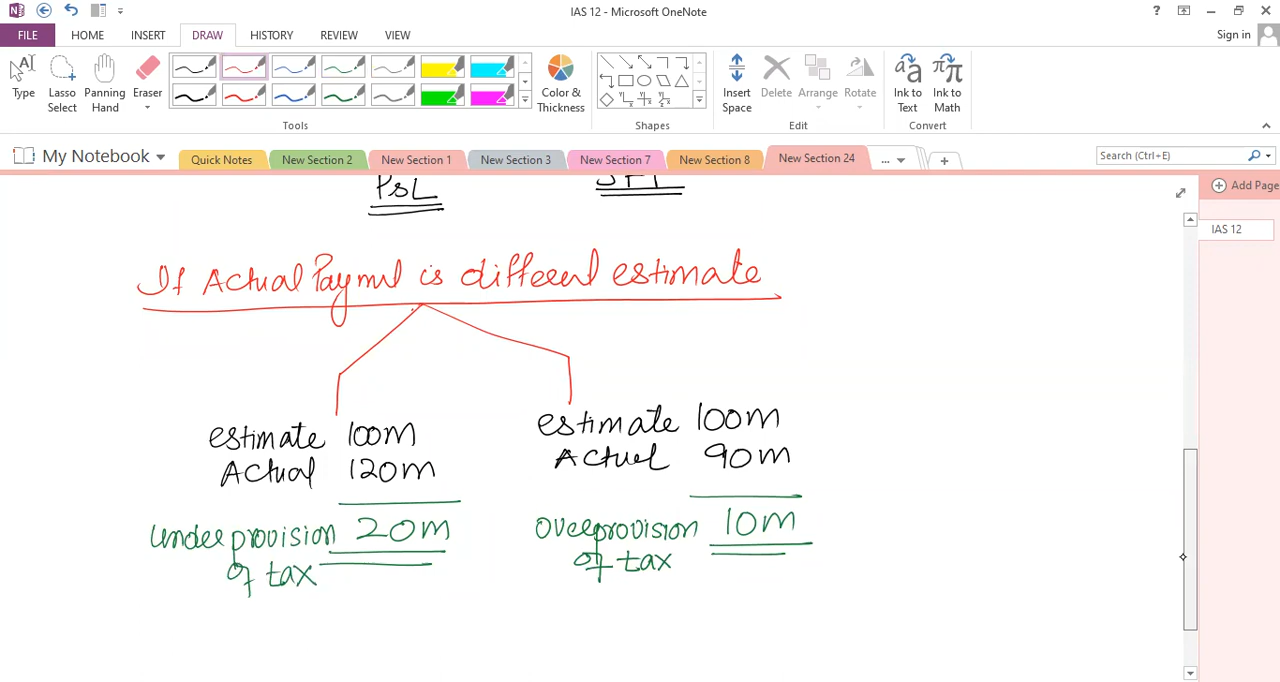 IAS 12 - Microsoft OneNote
?
FILE HOME INSERT DRAW HISTORY REVIEW VIEW
Sign in
Type
Lasso Select
Panning Hand
Eraser
Color & Thickness
Insert Space
Delete
Arrange
Rotate
Ink to Text
Ink to Math
Tools
Shapes
Edit
Convert
My Notebook
Quick Notes
New Section 2
New Section 1
New Section 3
New Section 7
New Section 8
New Section 24
...
Search (Ctrl+E)
Add Page
IAS 12
PSL
If Actual Paymnt is different estimate
estimate 100m
Actual 120m
Underprovision of tax 20m
estimate 100m
Actual 90m
Overprovision of tax 10m